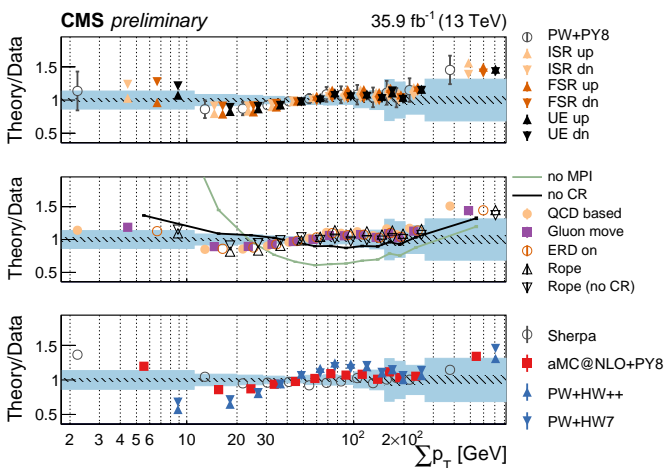 CMS preliminary 35.9 fb⁻¹ (13 TeV)
Theory/Data
1.5
1
0.5
PW+PY8
ISR up
ISR dn
FSR up
FSR dn
UE up
UE dn
Theory/Data
1.5
1
0.5
no MPI
no CR
QCD based
Gluon move
ERD on
Rope
Rope (no CR)
Theory/Data
1.5
1
0.5
Sherpa
aMC@NLO+PY8
PW+HW++
PW+HW7
2 3 4 5 6 10 20 30 10² 2×10²
∑p_T [GeV]